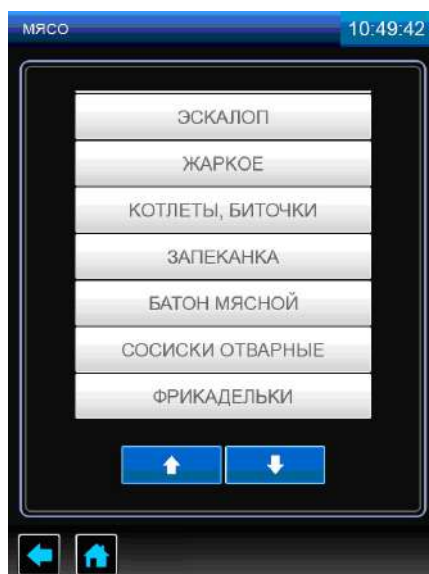 МЯСО
10:49:42
ЭСКАЛОП
ЖАРКОЕ
КОТЛЕТЫ, БИТОЧКИ
ЗАПЕКАНКА
БАТОН МЯСНОЙ
СОСИСКИ ОТВАРНЫЕ
ФРИКАДЕЛЬКИ